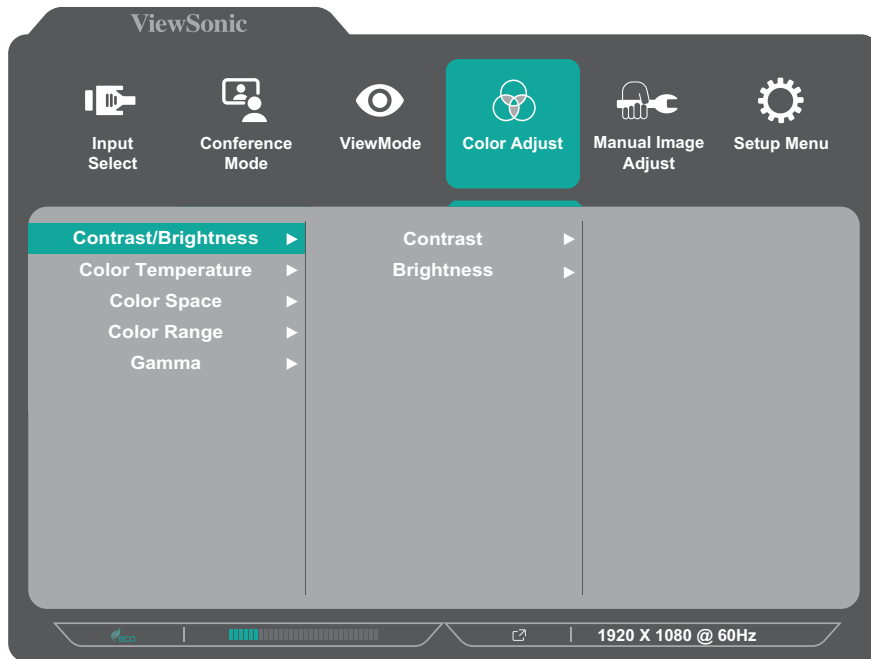 ViewSonic
Input
Select
Conference
Mode
ViewMode
Color Adjust
Manual Image
Adjust
Setup Menu
Contrast/Brightness
Color Temperature
Color Space
Color Range
Gamma
Contrast
Brightness
eco
1920 X 1080 @ 60Hz